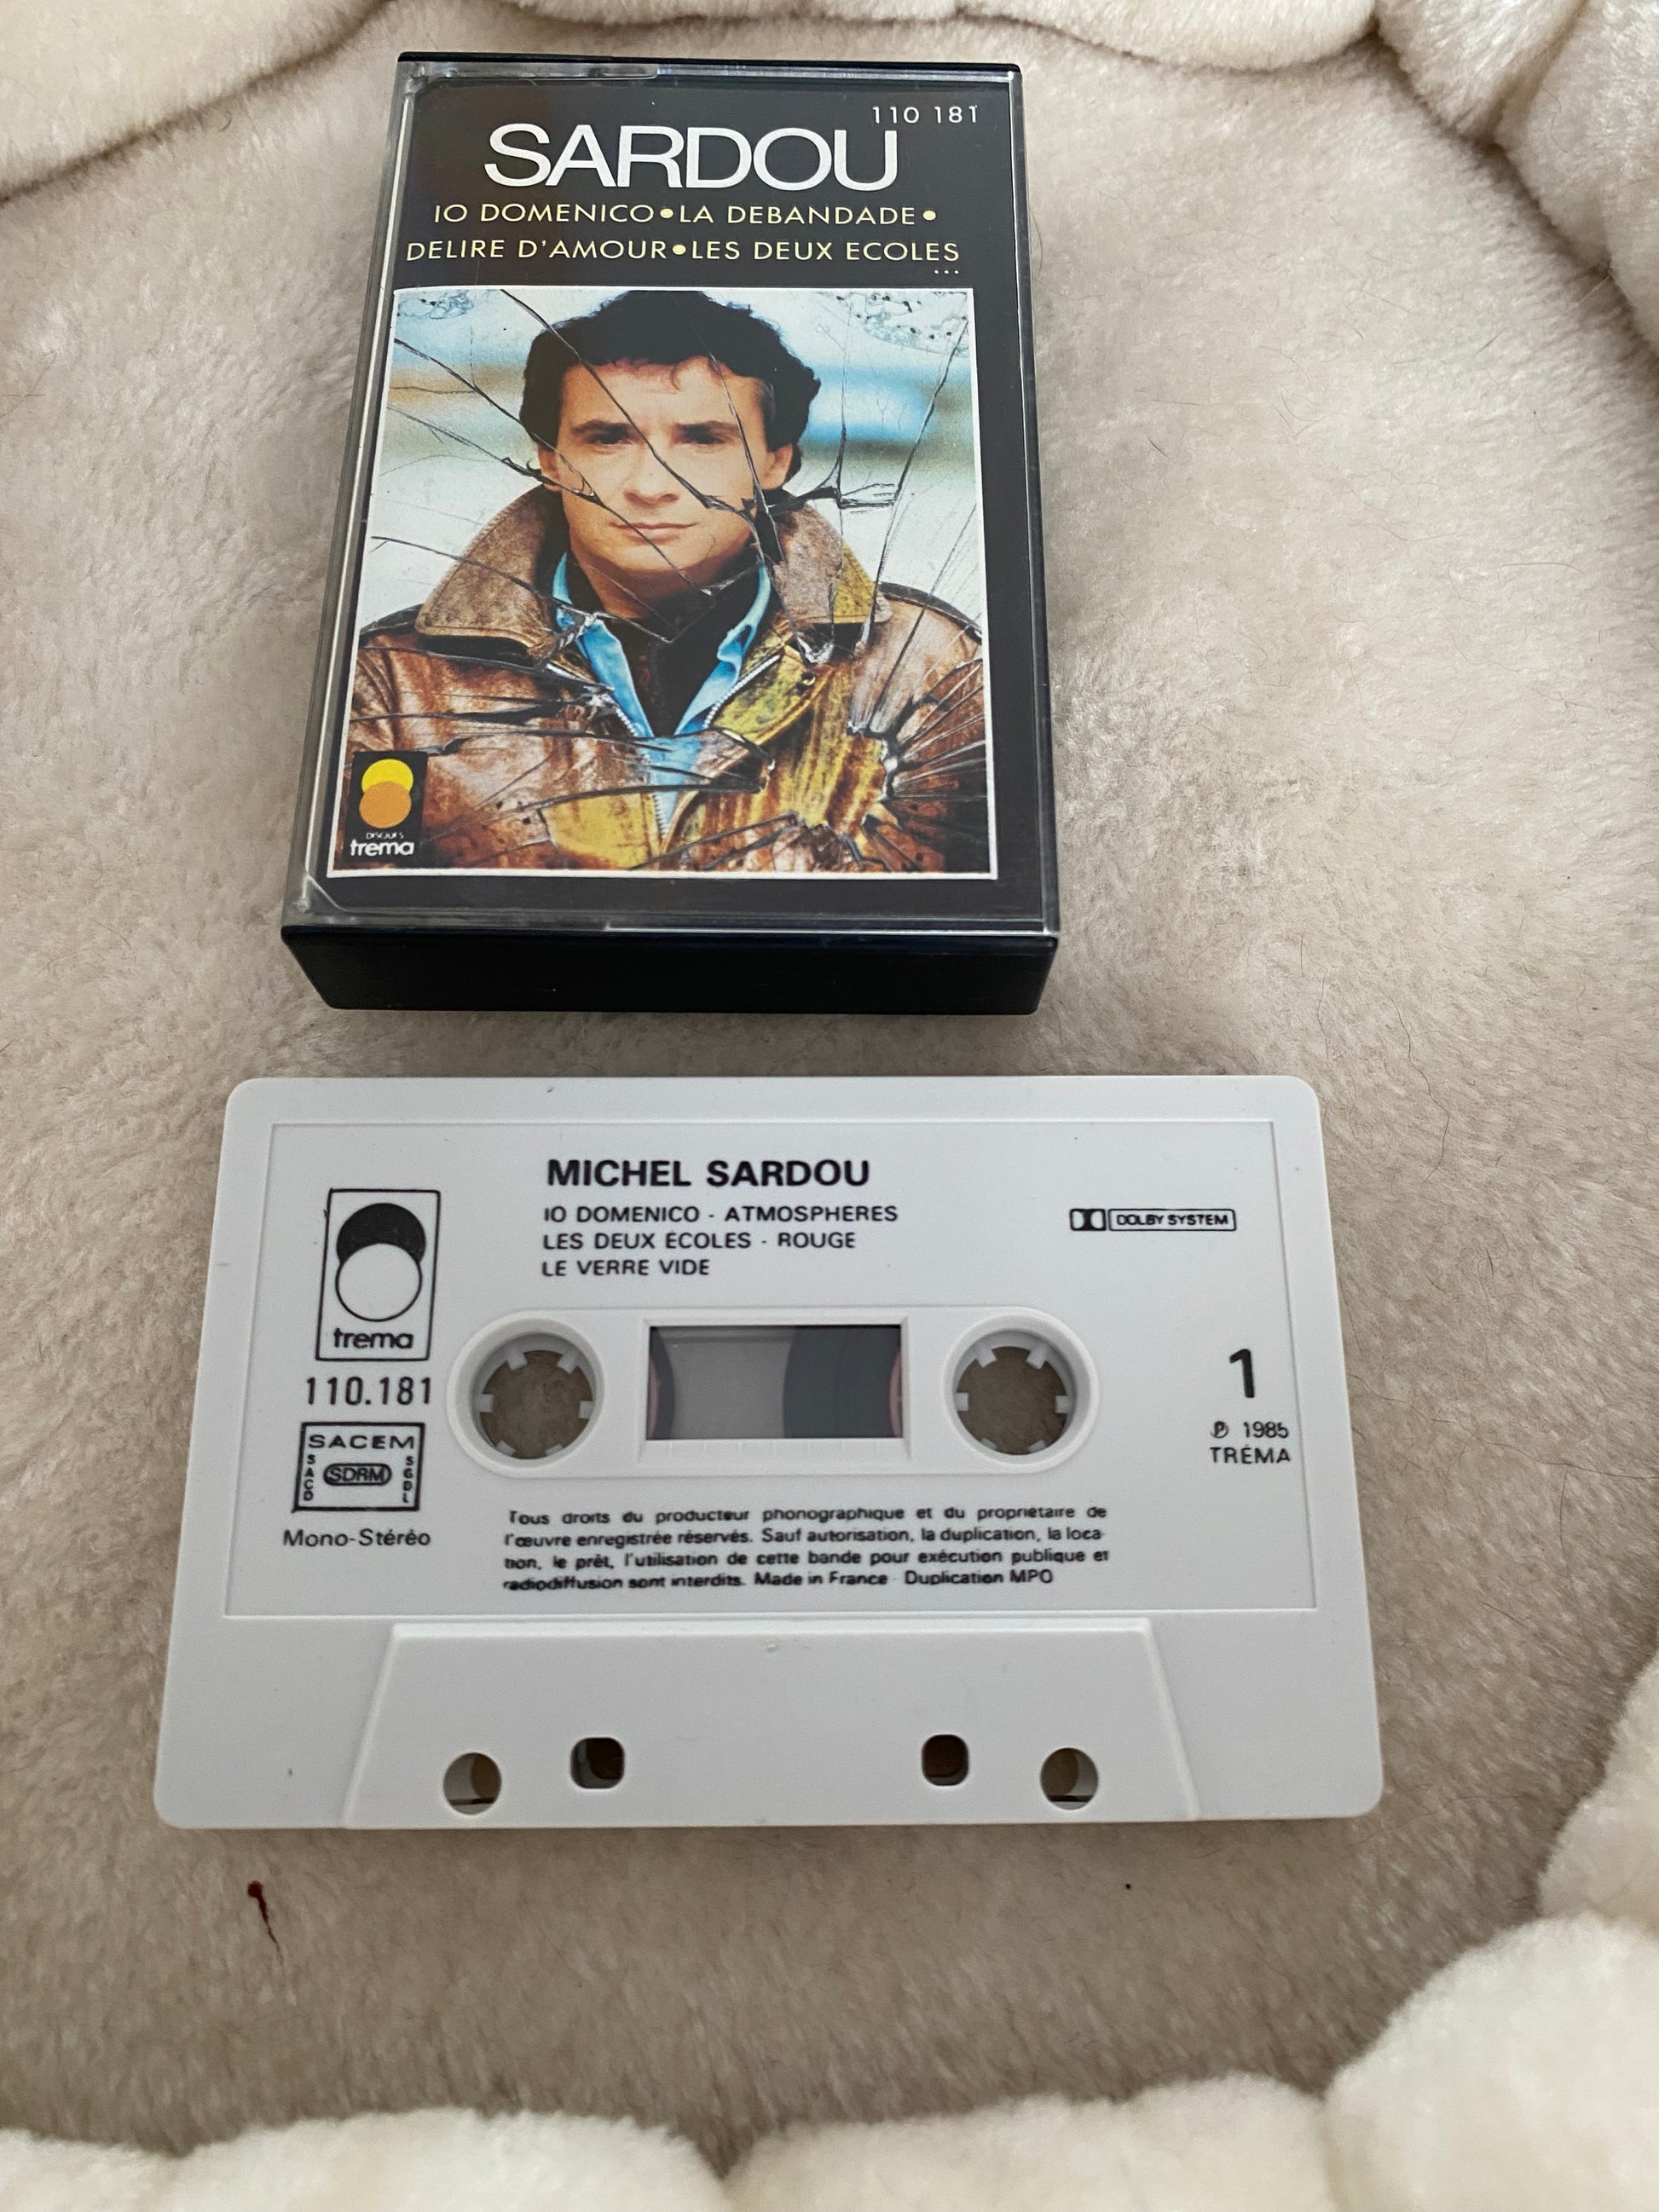 110 181
SARDOU
IO DOMENICO•LA DEBANDADE•
DELIRE D'AMOUR•LES DEUX ECOLES
...
DISQUES
trema
MICHEL SARDOU
IO DOMENICO - ATMOSPHERES
LES DEUX ÉCOLES - ROUGE
LE VERRE VIDE
DOLBY SYSTEM
trema
110.181
SACEM
SACD
SDRM
SGDL
Mono-Stéréo
1
℗ 1985
TRÉMA
Tous droits du producteur phonographique et du propriétaire de
l'œuvre enregistrée réservés. Sauf autorisation, la duplication, la loca-
tion, le prêt, l'utilisation de cette bande pour exécution publique et
radiodiffusion sont interdits. Made in France - Duplication MPO